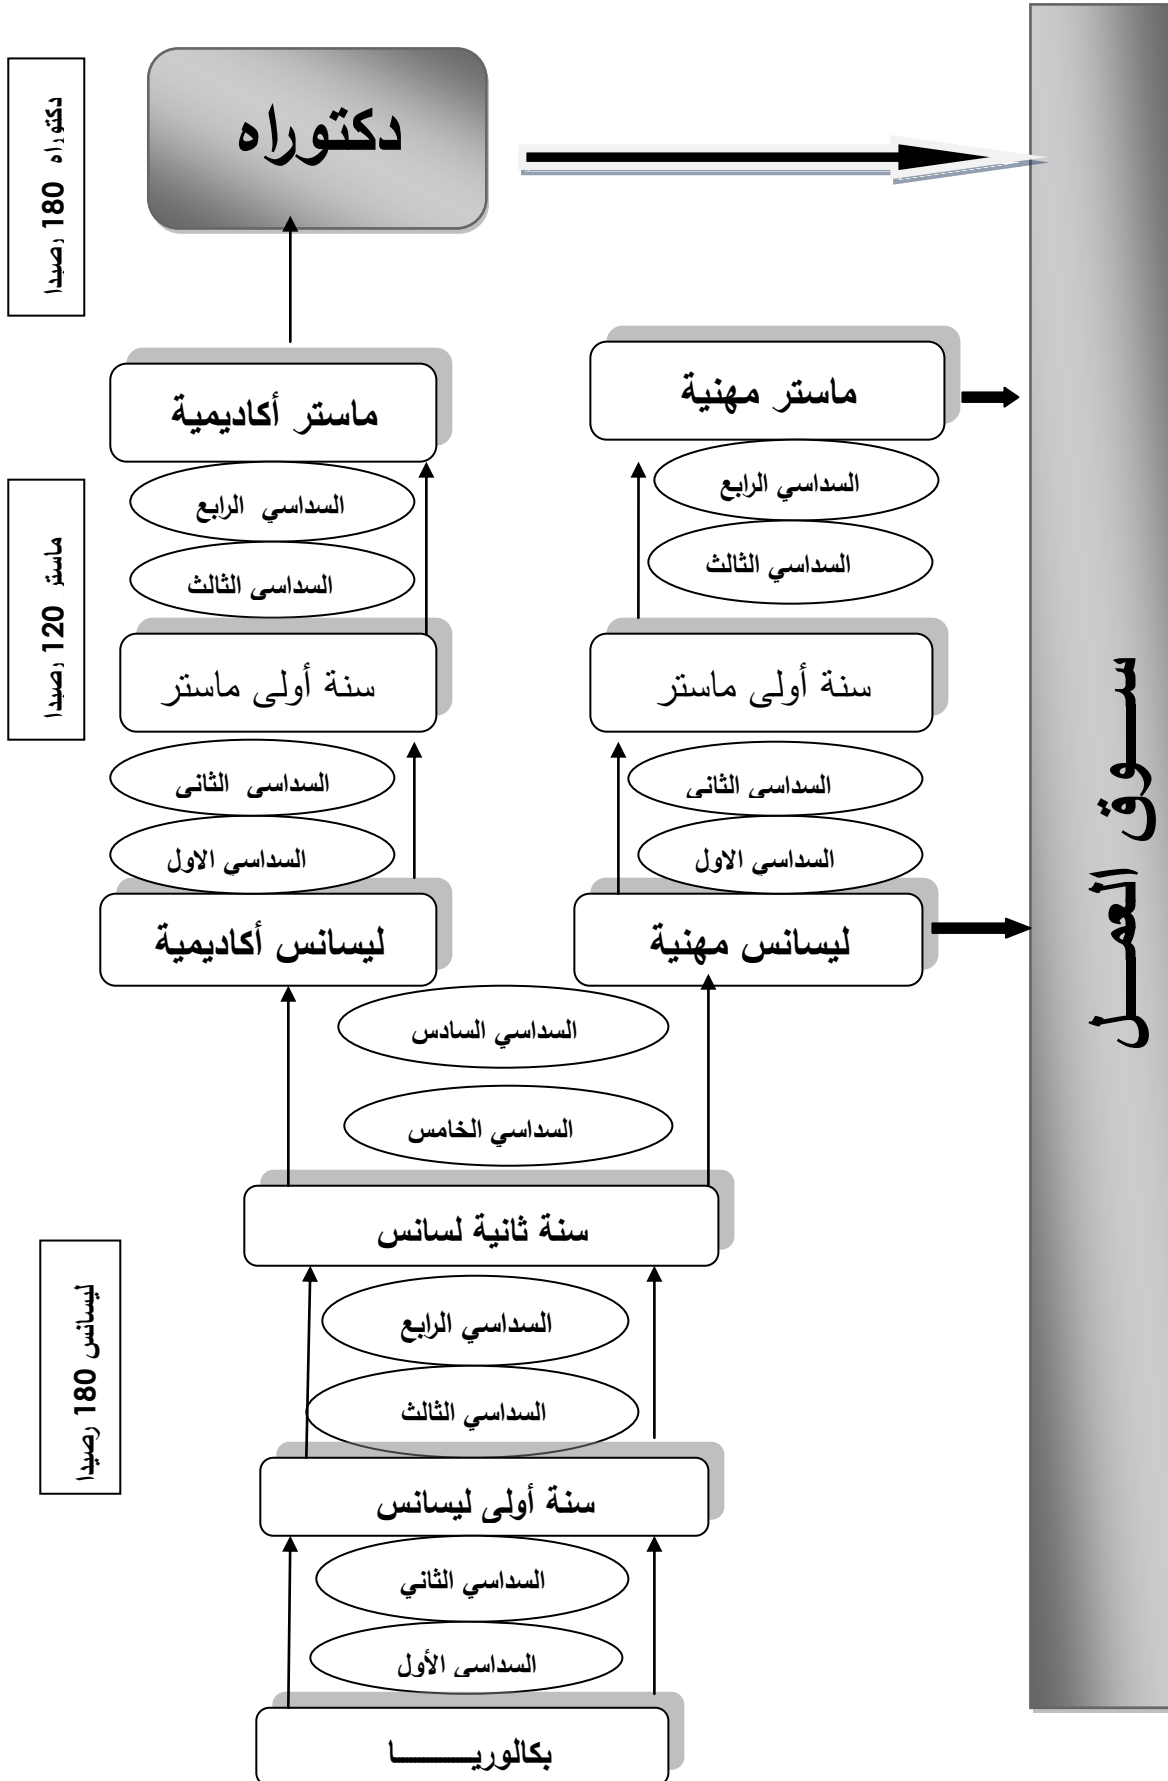 دكتوراه 180 رصيدا
دكتوراه
ماستر أكاديمية
ماستر مهنية
السداسي الرابع
السداسي الرابع
ماستر 120 رصيدا
السداسي الثالث
السداسي الثالث
سنة أولى ماستر
سنة أولى ماستر
السداسي الثاني
السداسي الثاني
السداسي الاول
السداسي الاول
ليسانس أكاديمية
ليسانس مهنية
سوق العمل
السداسي السادس
السداسي الخامس
سنة ثانية لسانس
ليسانس 180 رصيدا
السداسي الرابع
السداسي الثالث
سنة أولى ليسانس
السداسي الثاني
السداسي الأول
بكالوريا